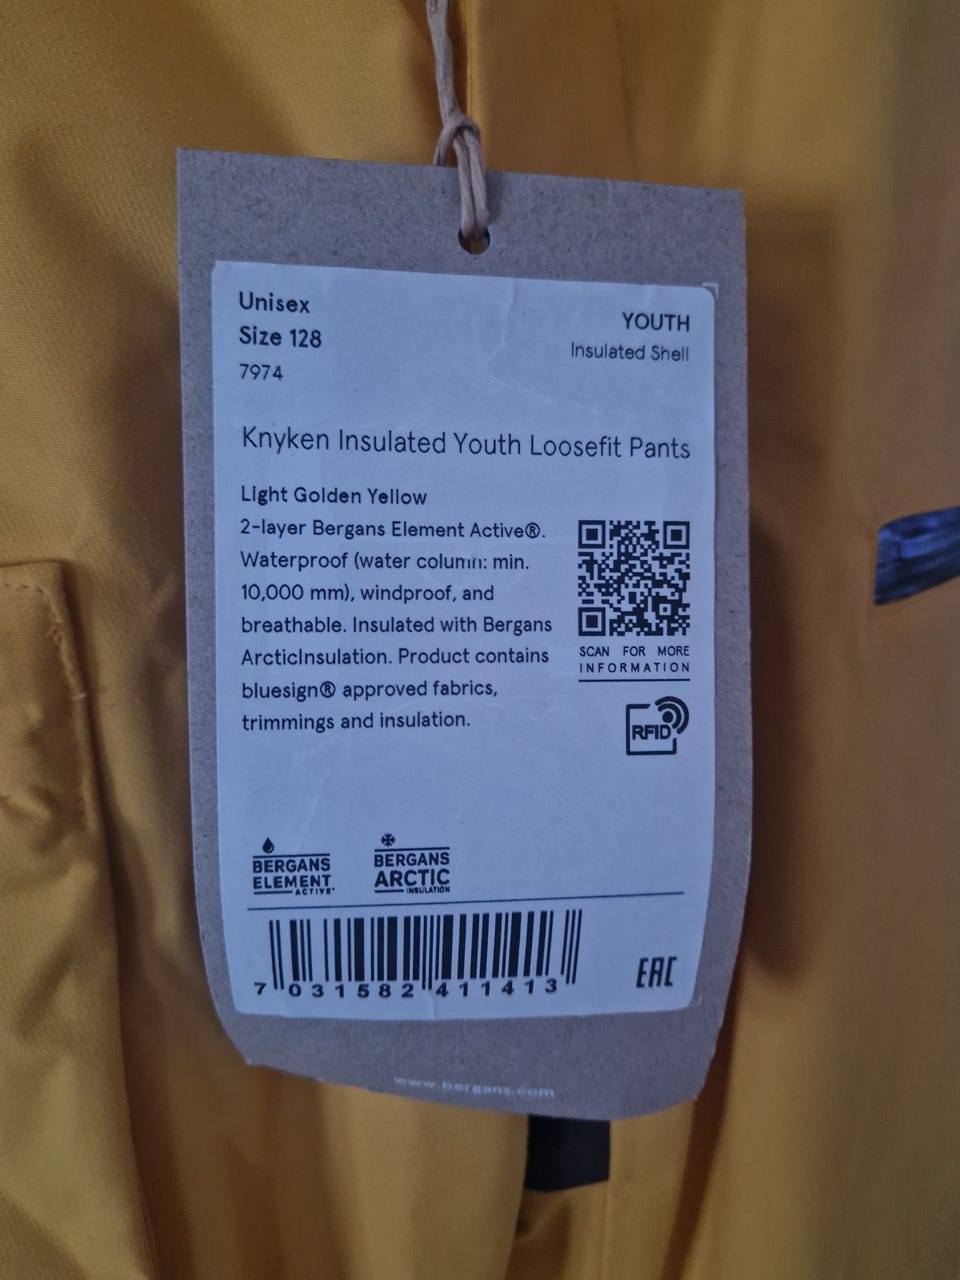 Unisex
Size 128
7974
YOUTH
Insulated Shell
Knyken Insulated Youth Loosefit Pants
Light Golden Yellow
2-layer Bergans Element Active®.
Waterproof (water column: min.
10,000 mm), windproof, and
breathable. Insulated with Bergans
ArcticInsulation. Product contains
bluesign® approved fabrics,
trimmings and insulation.
SCAN FOR MORE
INFORMATION
RFID
BERGANS
ELEMENT
ACTIVE®
BERGANS
ARCTIC
INSULATION
7 031582 411413
EAC
www.bergans.com